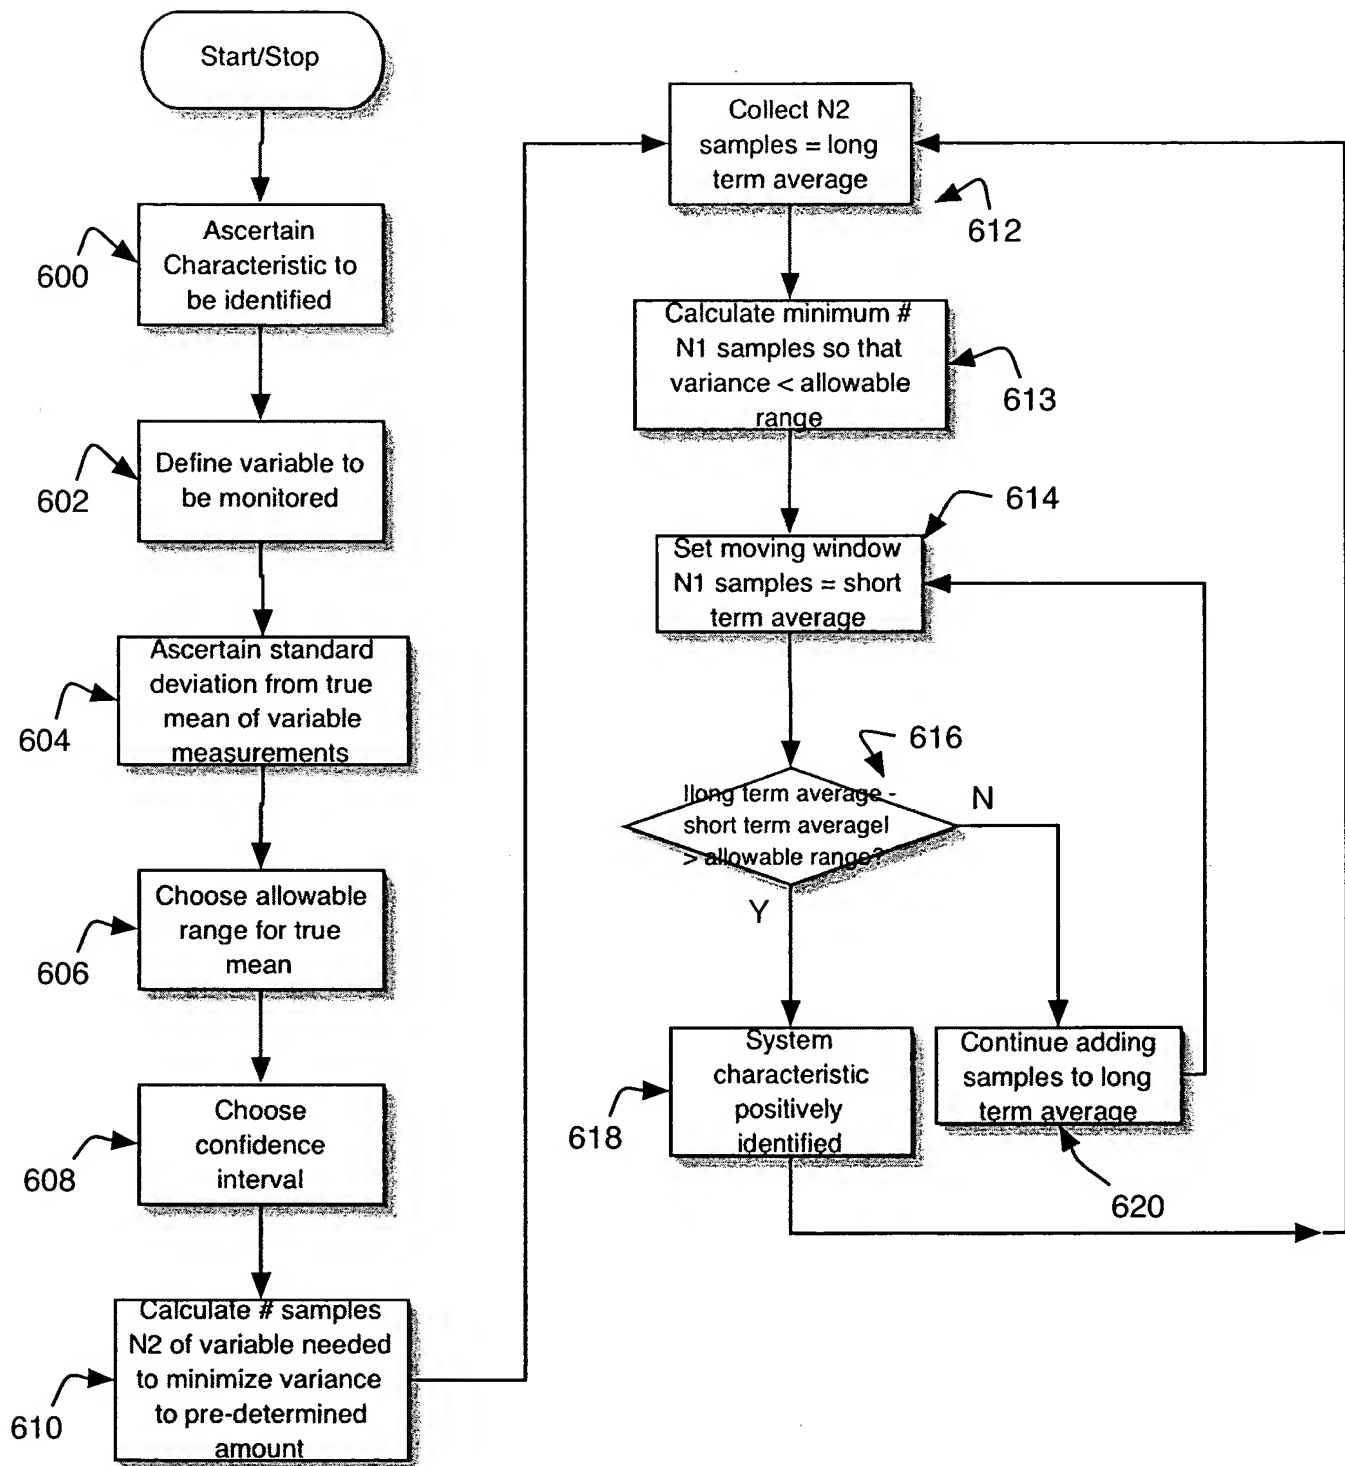 Start/Stop
600
Ascertain
Characteristic to
be identified
602
Define variable to
be monitored
604
Ascertain standard
deviation from true
mean of variable
measurements
606
Choose allowable
range for true
mean
608
Choose
confidence
interval
610
Calculate # samples
N2 of variable needed
to minimize variance
to pre-determined
amount
Collect N2
samples = long
term average
612
Calculate minimum #
N1 samples so that
variance < allowable
range
613
614
Set moving window
N1 samples = short
term average
616
|long term average -
short term average|
> allowable range?
N
Y
618
System
characteristic
positively
identified
Continue adding
samples to long
term average
620